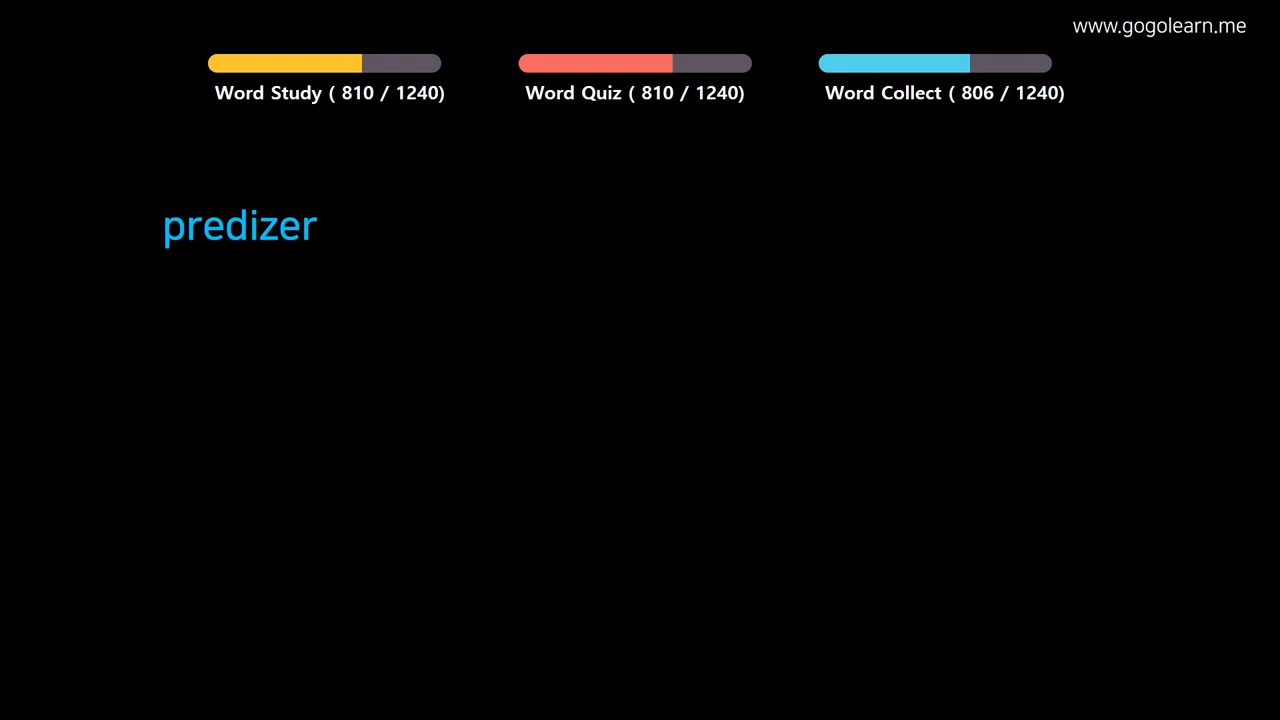 www.gogolearn.me
Word Study ( 810 / 1240)
Word Quiz ( 810 / 1240)
Word Collect ( 806 / 1240)
predizer